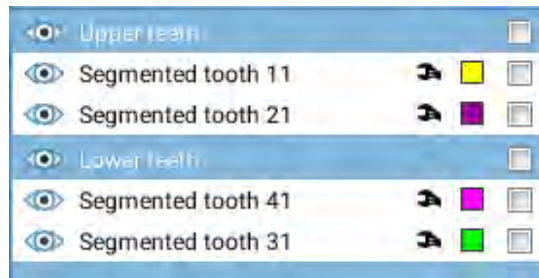 Upper teeth
Segmented tooth 11
Segmented tooth 21
Lower teeth
Segmented tooth 41
Segmented tooth 31